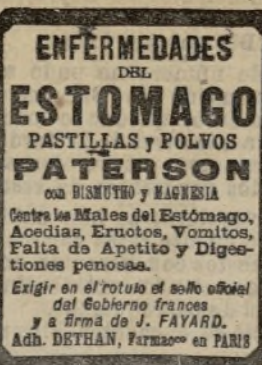 ENFERMEDADES
DEL
ESTOMAGO
PASTILLAS y POLVOS
PATERSON
con BISMUTHO y MAGNESIA
Contra los Males del Estómago,
Acedias, Eructos, Vomitos,
Falta de Apetito y Diges-
tiones penosas.
Exigir en el rotulo el sello oficial
del Gobierno frances
y a firma de J. FAYARD.
Adh. DETHAN, Farmaco en PARIS